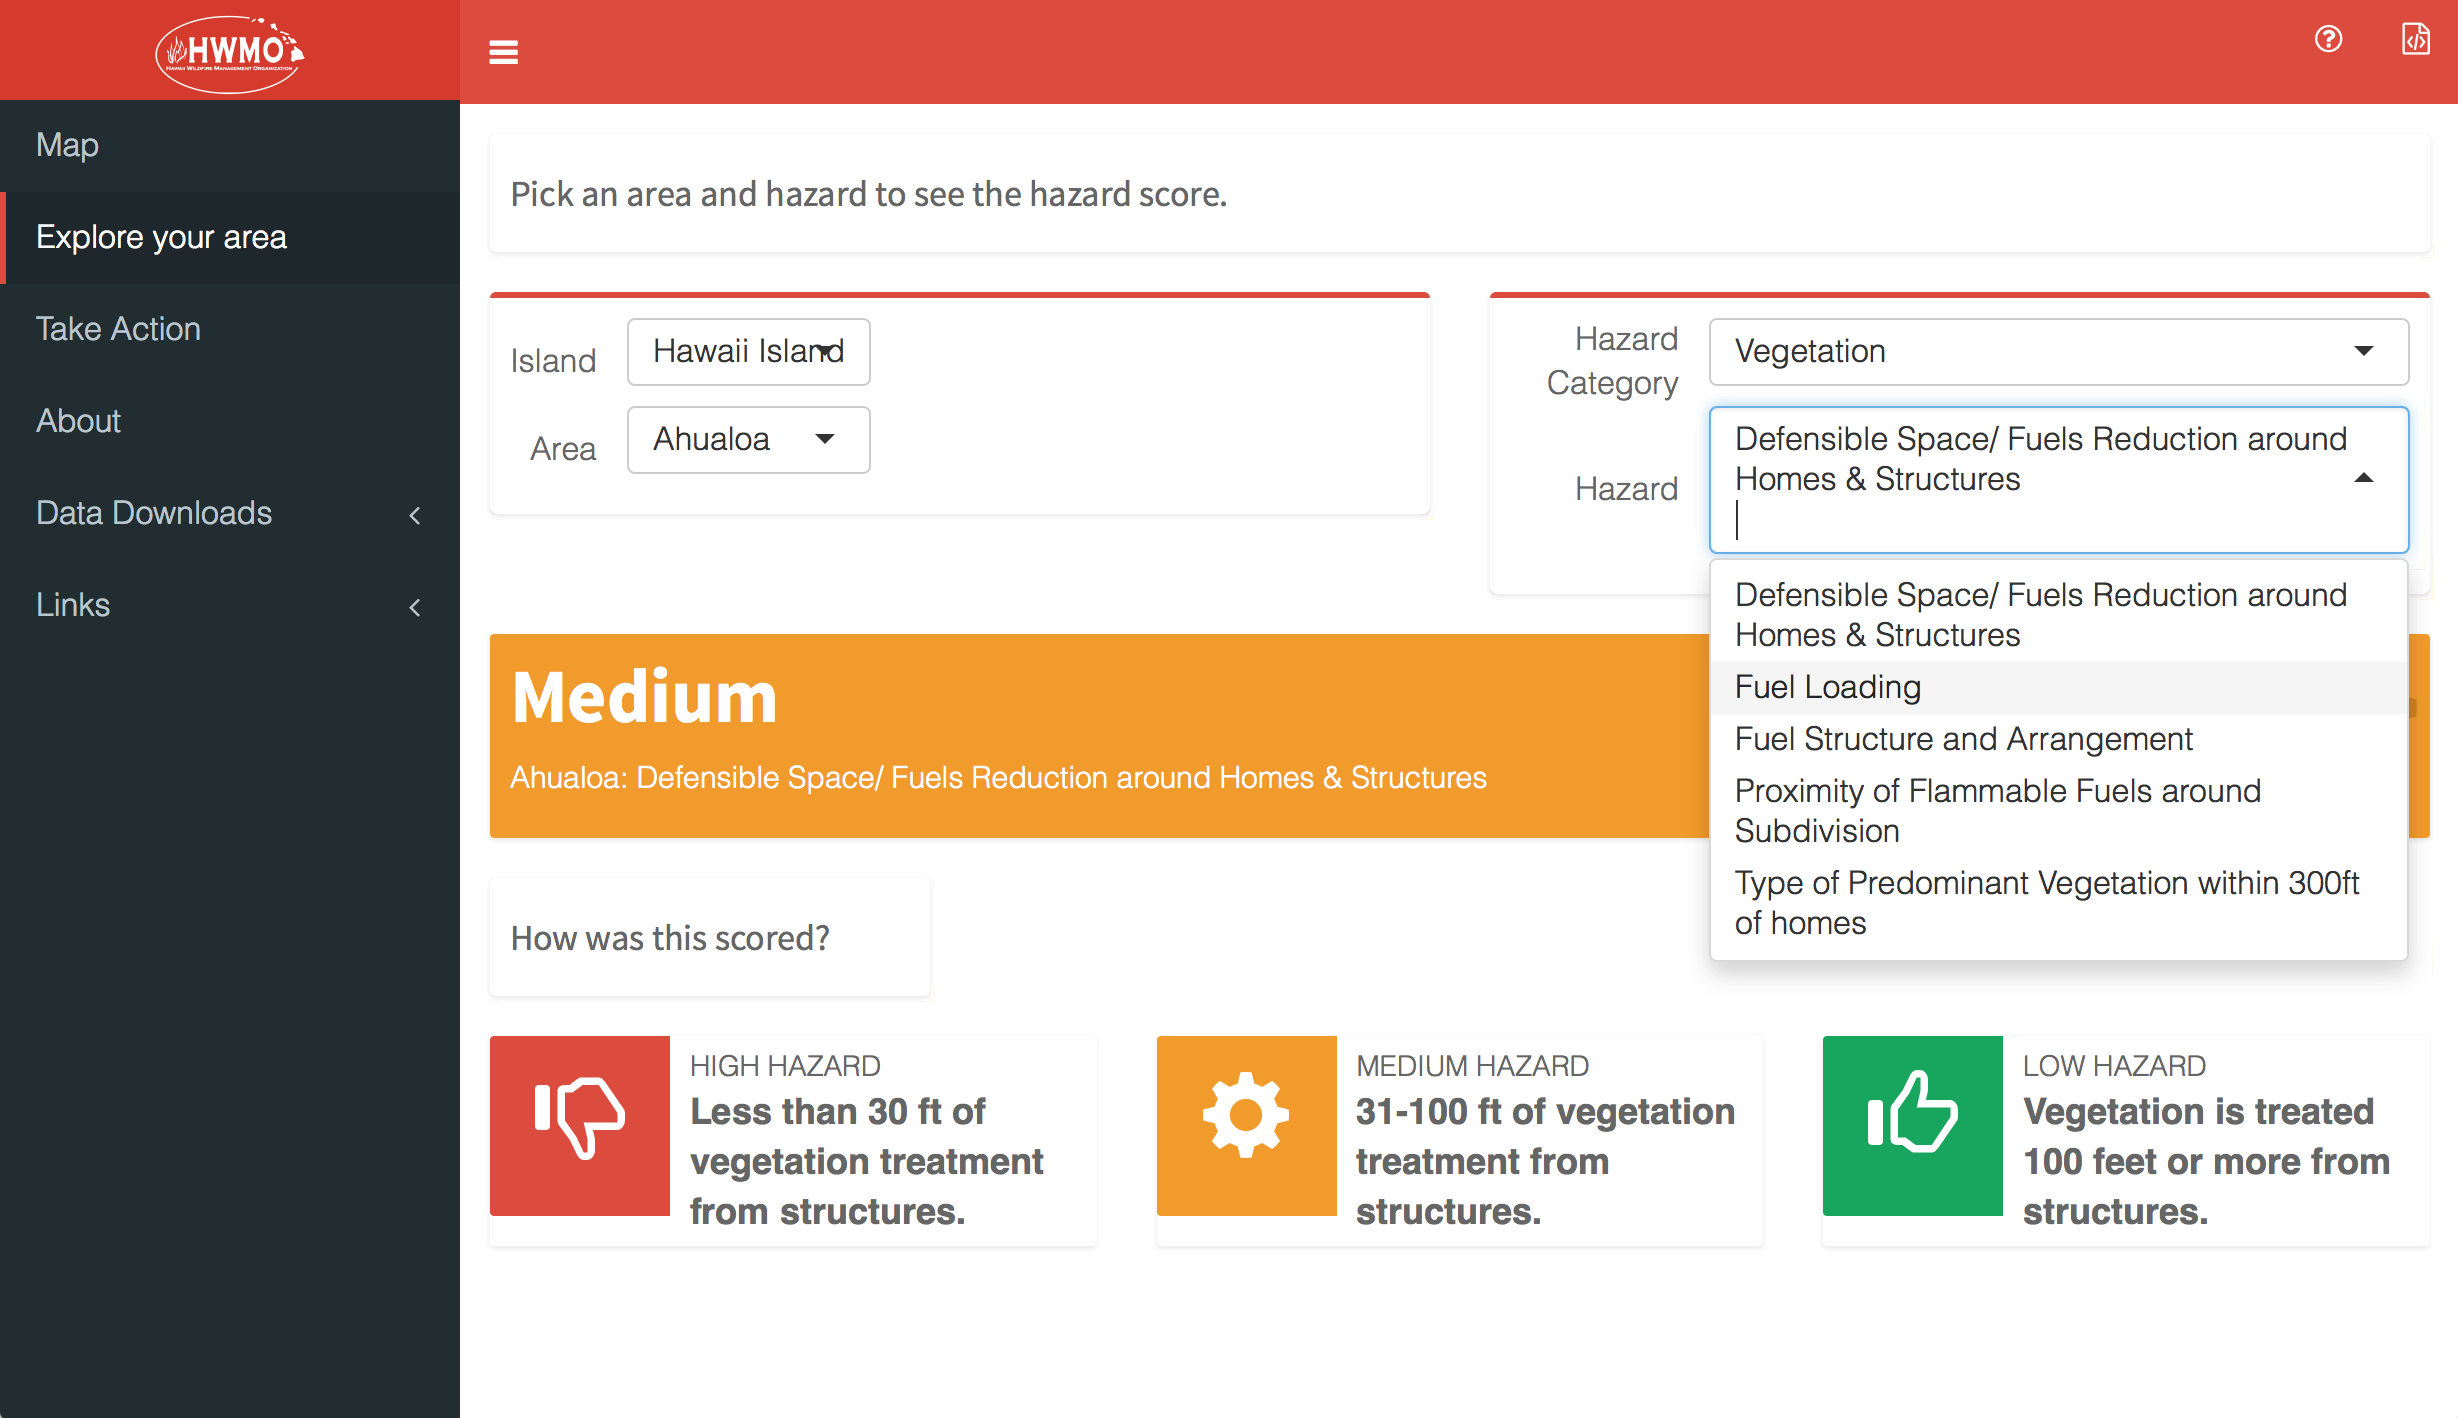 HWMO
HAWAII WILDFIRE MANAGEMENT ORGANIZATION
Map
Explore your area
Take Action
About
Data Downloads
Links
Pick an area and hazard to see the hazard score.
Island
Hawaii Island
Area
Ahualoa
Hazard
Category
Vegetation
Hazard
Defensible Space/ Fuels Reduction around
Homes & Structures
Defensible Space/ Fuels Reduction around
Homes & Structures
Fuel Loading
Fuel Structure and Arrangement
Proximity of Flammable Fuels around
Subdivision
Type of Predominant Vegetation within 300ft
of homes
Medium
Ahualoa: Defensible Space/ Fuels Reduction around Homes & Structures
How was this scored?
HIGH HAZARD
Less than 30 ft of
vegetation treatment
from structures.
MEDIUM HAZARD
31-100 ft of vegetation
treatment from
structures.
LOW HAZARD
Vegetation is treated
100 feet or more from
structures.